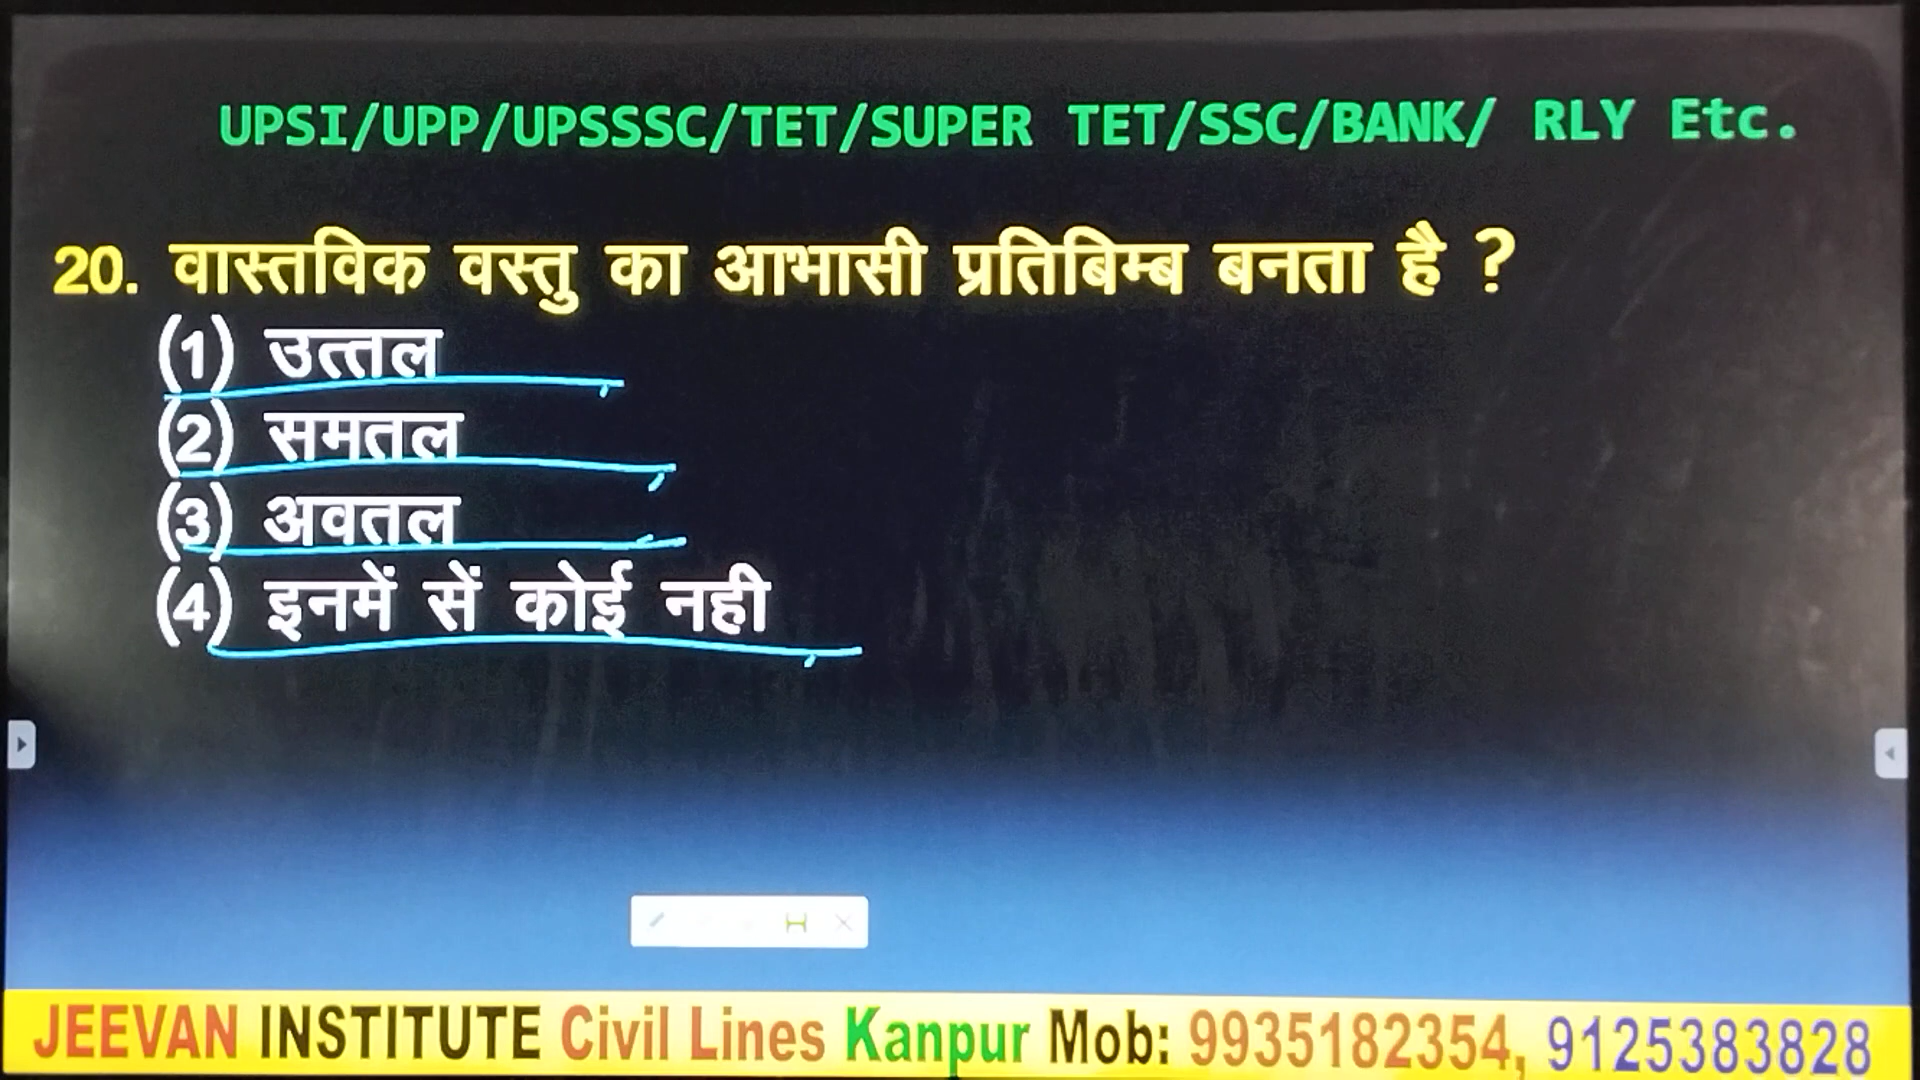 UPSI/UPP/UPSSSC/TET/SUPER TET/SSC/BANK/ RLY Etc.
20. वास्तविक वस्तु का आभासी प्रतिबिम्ब बनता है ?
(1) उत्तल
(2) समतल
(3) अवतल
(4) इनमें सें कोई नही
JEEVAN INSTITUTE Civil Lines Kanpur Mob: 9935182354, 9125383828